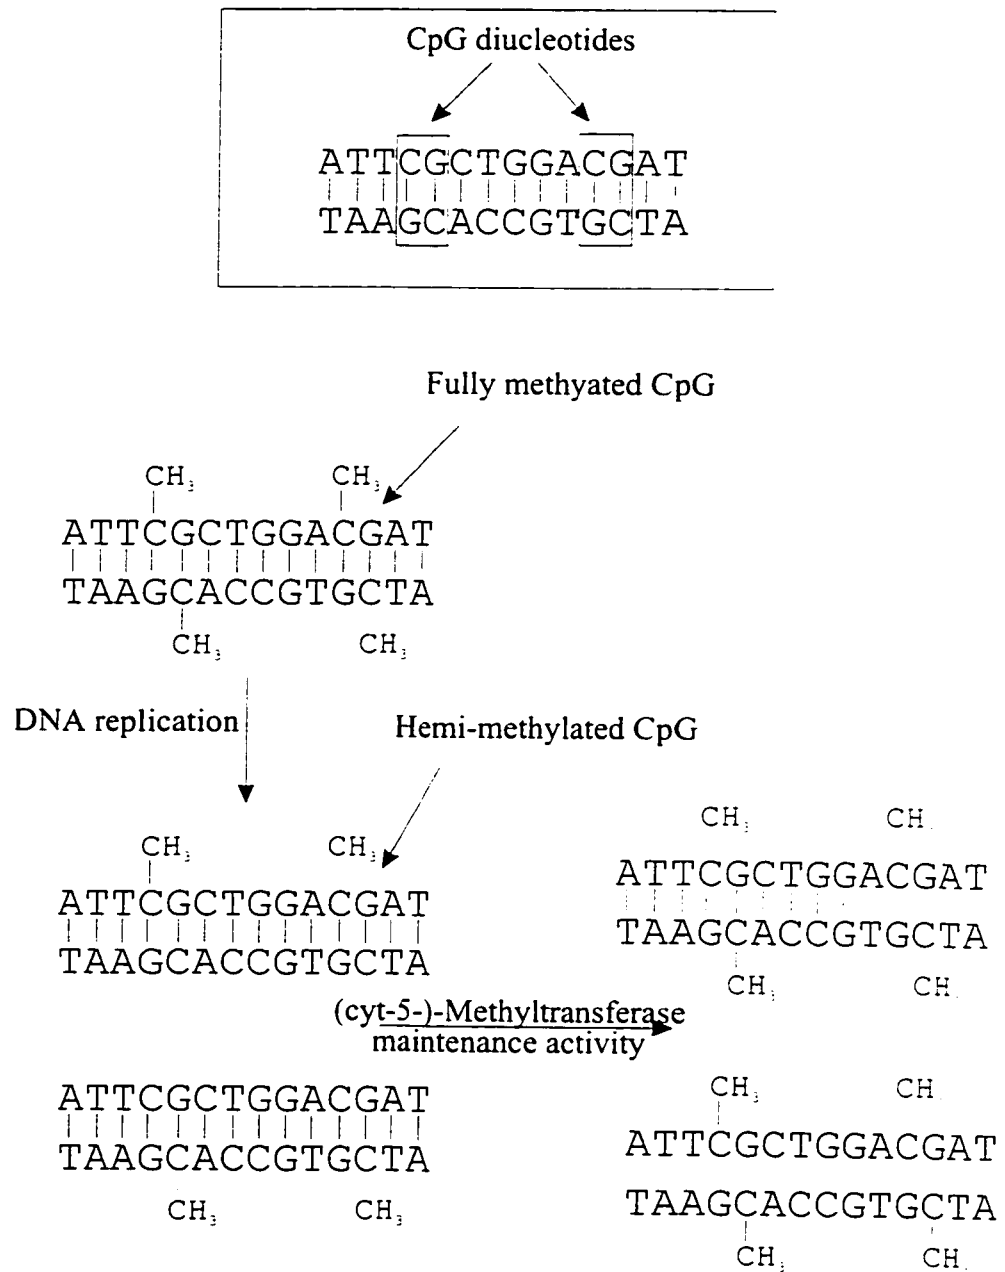 CpG diucleotides
ATTCGCTGGACGAT
TAAGCACCGTGCTA
Fully methyated CpG
CH₃ CH₃
ATTCGCTGGACGAT
TAAGCACCGTGCTA
CH₃ CH₃
DNA replication
Hemi-methylated CpG
CH₃ CH₃
ATTCGCTGGACGAT
TAAGCACCGTGCTA
CH₃ CH
ATTCGCTGGACGAT
TAAGCACCGTGCTA
CH₃ CH
(cyt-5-)-Methyltransferase
maintenance activity
ATTCGCTGGACGAT
TAAGCACCGTGCTA
CH₃ CH₃
CH₃ CH
ATTCGCTGGACGAT
TAAGCACCGTGCTA
CH₃ CH